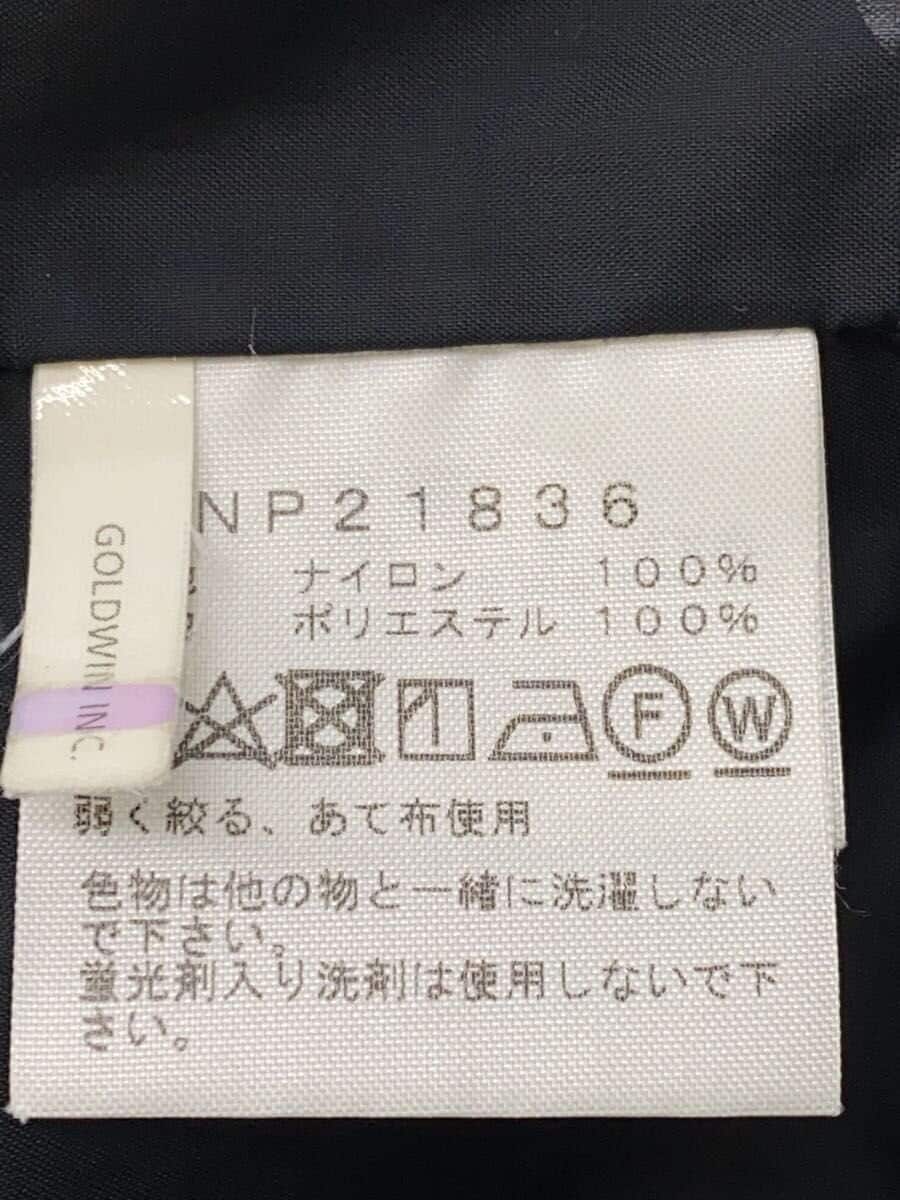 GOLDWIN INC.
NP21836
ナイロン 100%
ポリエステル 100%
F W
弱く絞る、あて布使用
色物は他の物と一緒に洗濯しない
で下さい。
蛍光剤入り洗剤は使用しないで下
さい。